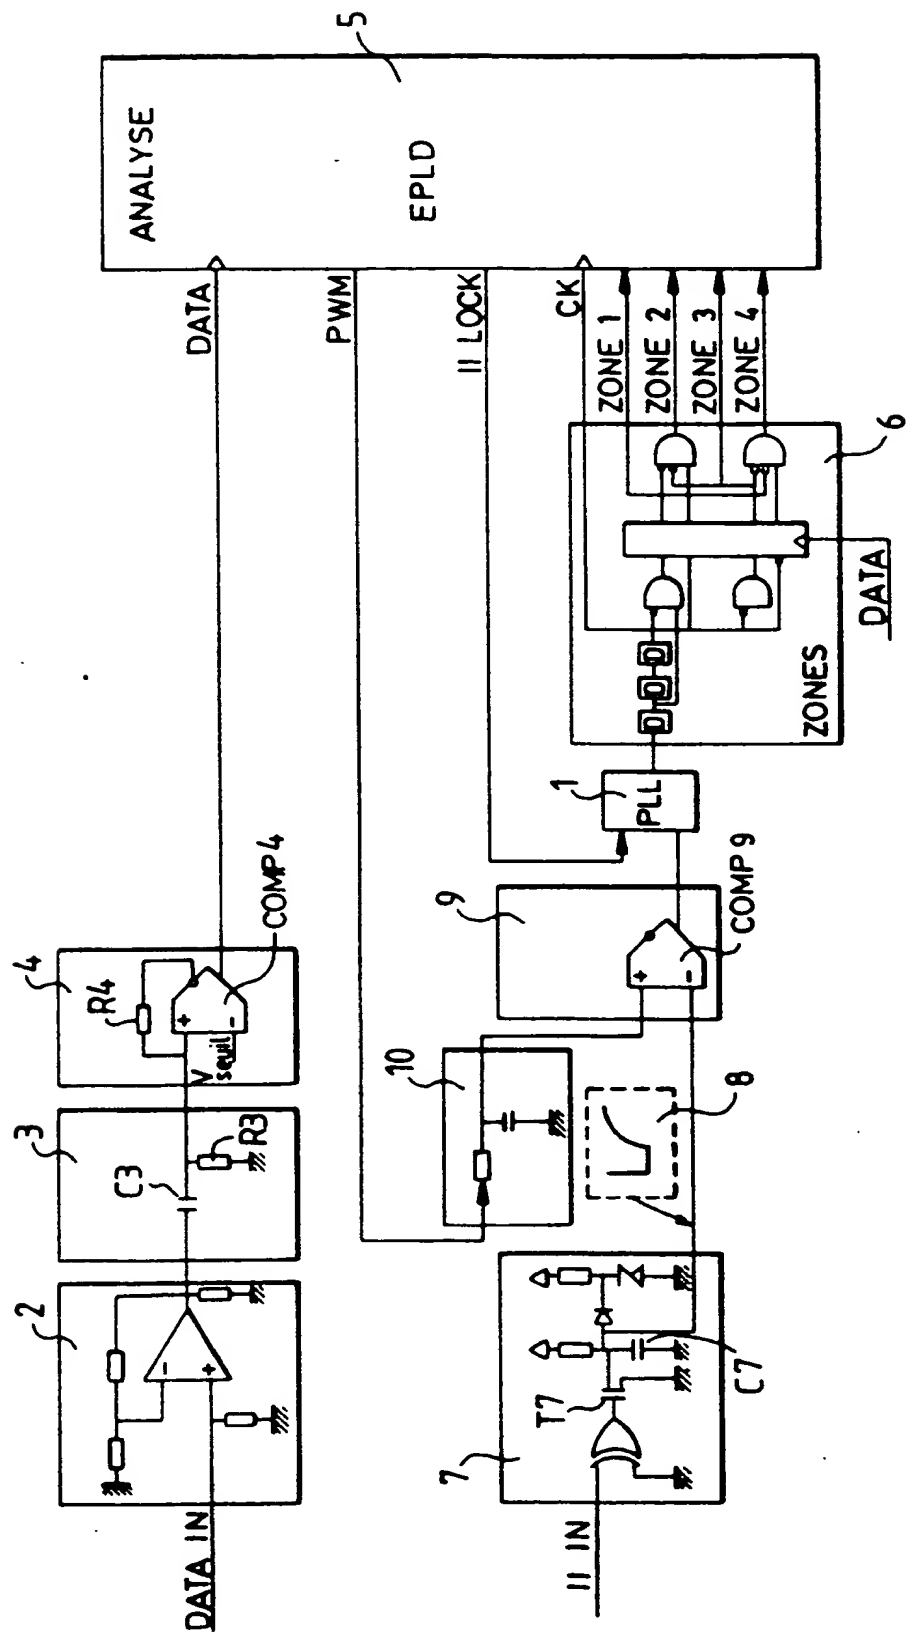 5
ANALYSE
EPLD
DATA
PWM
II LOCK
CK
ZONE 1
ZONE 2
ZONE 3
ZONE 4
6
ZONES
DATA
1
PLL
9
COMP 9
+
-
4
R4
COMP4
+
-
Vseuil
3
C3
R3
10
8
2
-
+
DATA IN
7
T7
C7
II IN